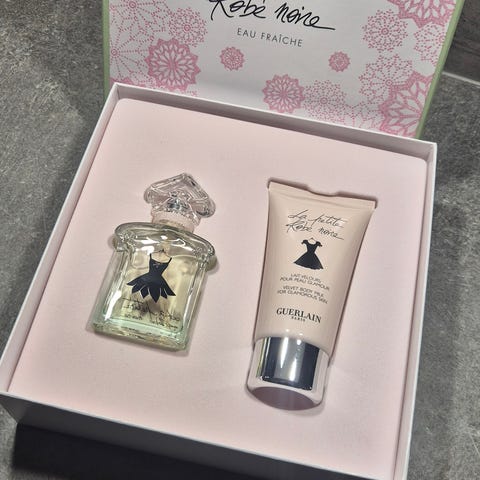 Robe noire
EAU FRAÎCHE
La petite
Robe noire
LAIT VELOURS
POUR PEAU GLAMOUR
VELVET BODY MILK
FOR GLAMOROUS SKIN
GUERLAIN
PARIS